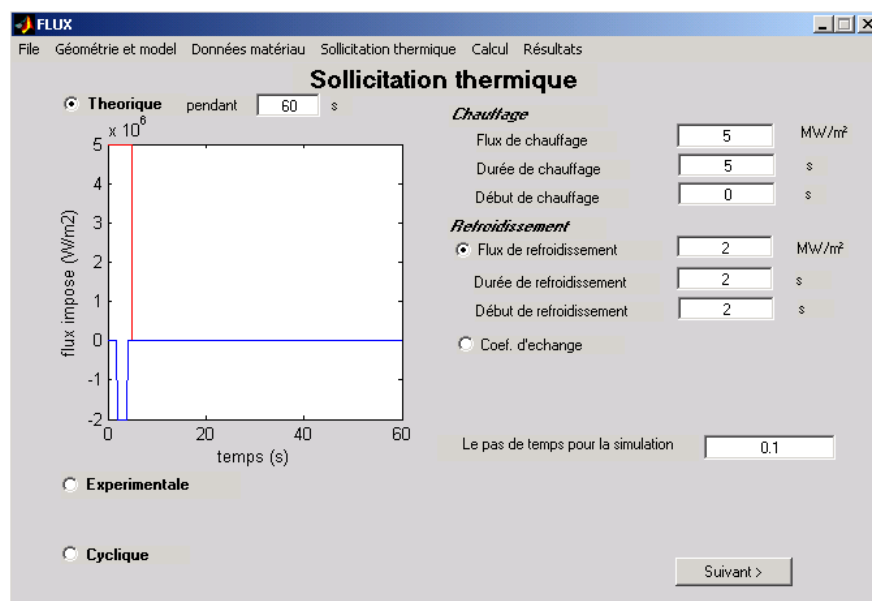 FLUX
File Géométrie et model Données matériau Sollicitation thermique Calcul Résultats
Sollicitation thermique
Theorique pendant 60 s
x 10^6
5
4
3
2
1
0
-1
-2
0 20 40 60
temps (s)
flux impose (W/m2)
Chauffage
Flux de chauffage 5 MW/m²
Durée de chauffage 5 s
Début de chauffage 0 s
Refroidissement
Flux de refroidissement 2 MW/m²
Durée de refroidissement 2 s
Début de refroidissement 2 s
Coef. d'echange
Le pas de temps pour la simulation 0.1
Experimentale
Cyclique
Suivant >